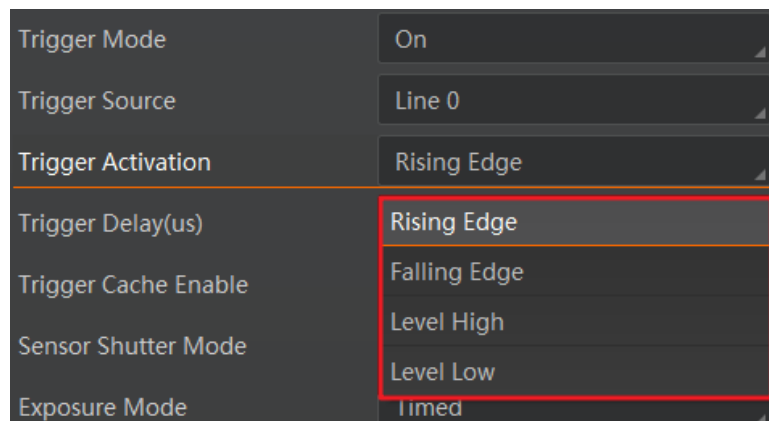 Trigger Mode On
Trigger Source Line 0
Trigger Activation Rising Edge
Trigger Delay(us) Rising Edge
Trigger Cache Enable Falling Edge
Sensor Shutter Mode Level High
Level Low
Exposure Mode Timed